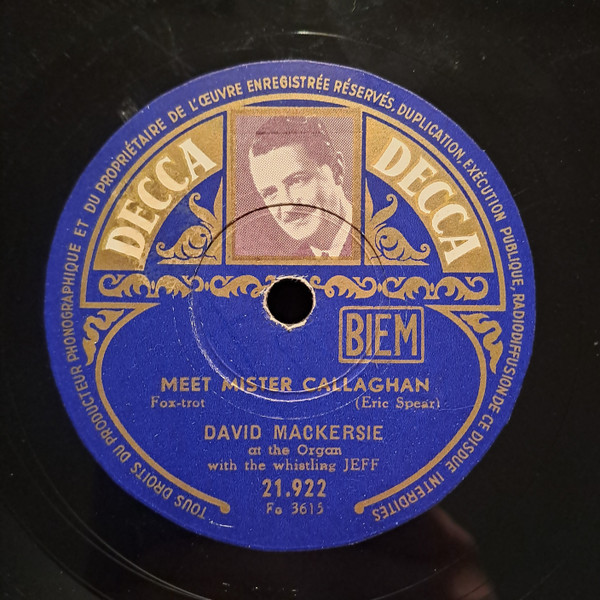 TOUS DROITS DU PRODUCTEUR PHONOGRAPHIQUE ET DU PROPRIÉTAIRE DE L'ŒUVRE ENREGISTRÉE RÉSERVÉS, DUPLICATION, EXÉCUTION PUBLIQUE, RADIODIFFUSION DE CE DISQUE INTERDITES
DECCA
DECCA
BIEM
MEET MISTER CALLAGHAN
Fox-trot (Eric Spear)
DAVID MACKERSIE
at the Organ
with the whistling JEFF
21.922
Fo 3615